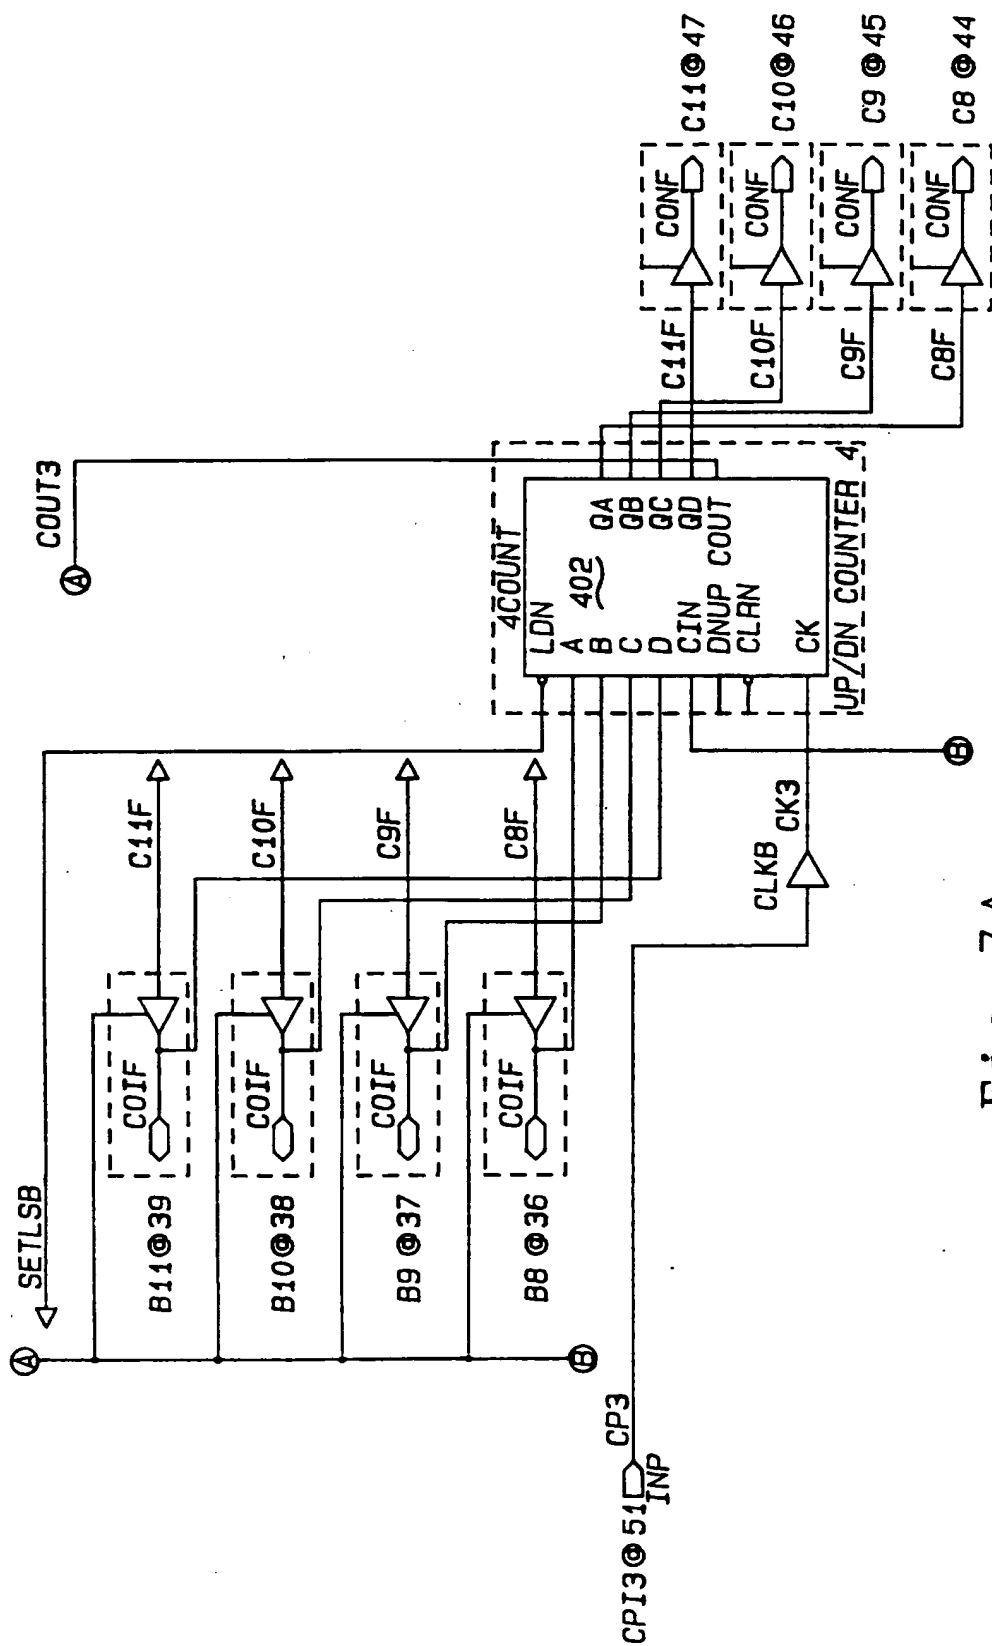 COUT3
A
SETLSB
A
C11F
COIF
B11@39
C10F
COIF
B10@38
C9F
COIF
B9@37
C8F
COIF
B8@36
B
CPI3@51
INP
CP3
CLKB
CK3
B
4COUNT
LDN
A
B
C
D
CIN
DNUP
CLRN
CK
402
QA
QB
QC
QD
COUT
UP/DN COUNTER 4
C11F
CONF
C11@47
C10F
CONF
C10@46
C9F
CONF
C9@45
C8F
CONF
C8@44